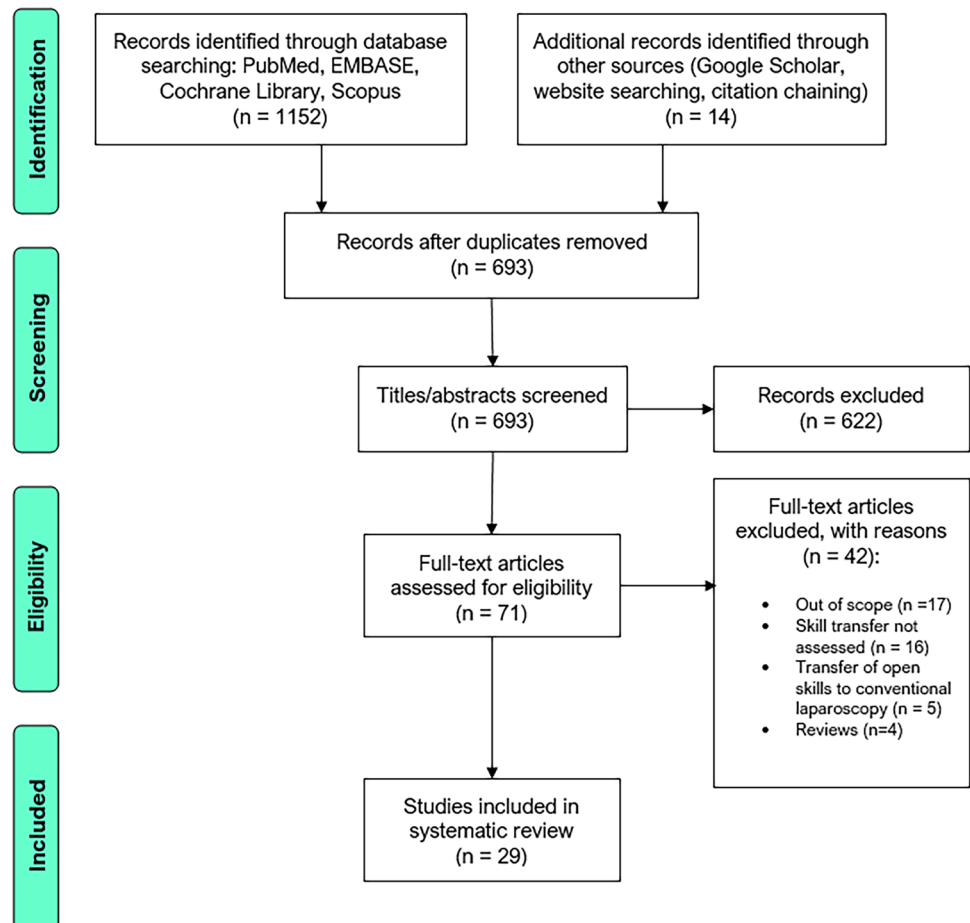 Identification
Records identified through database
searching: PubMed, EMBASE,
Cochrane Library, Scopus
(n = 1152)
Additional records identified through
other sources (Google Scholar,
website searching, citation chaining)
(n = 14)
Records after duplicates removed
(n = 693)
Screening
Titles/abstracts screened
(n = 693)
Records excluded
(n = 622)
Eligibility
Full-text articles
assessed for eligibility
(n = 71)
Full-text articles
excluded, with reasons
(n = 42):
• Out of scope (n =17)
• Skill transfer not
assessed (n = 16)
• Transfer of open
skills to conventional
laparoscopy (n = 5)
• Reviews (n=4)
Included
Studies included in
systematic review
(n = 29)